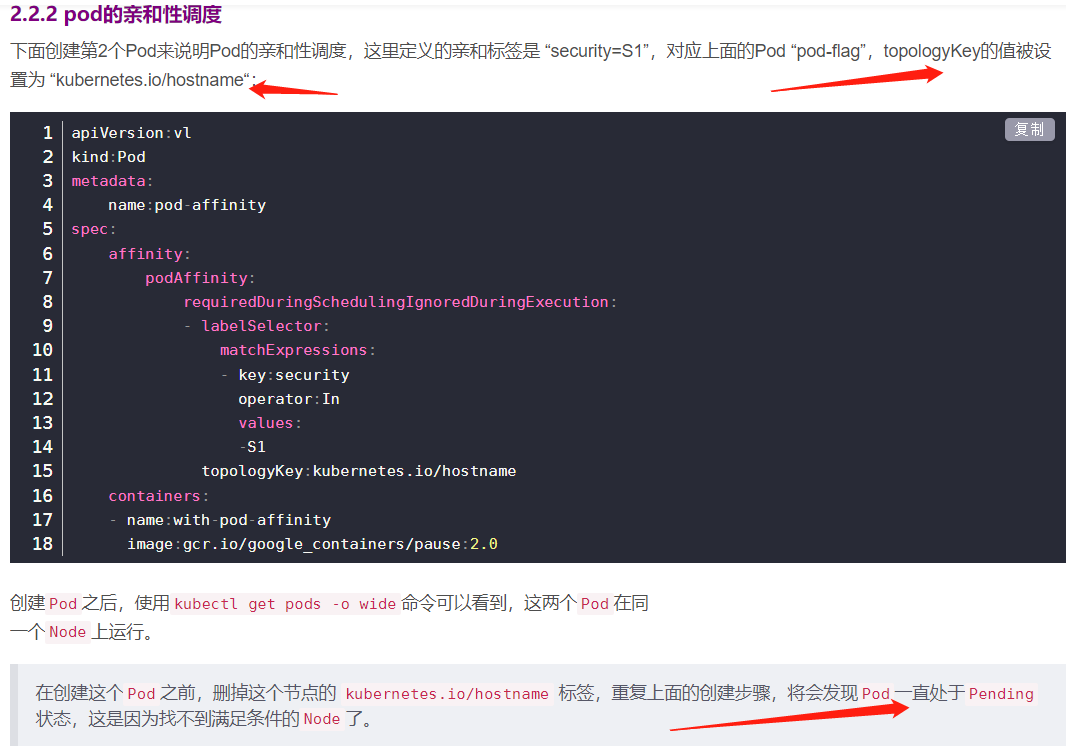 2.2.2 pod的亲和性调度
下面创建第2个Pod来说明Pod的亲和性调度，这里定义的亲和标签是 “security=S1”，对应上面的Pod “pod-flag”，topologyKey的值被设
置为 “kubernetes.io/hostname“：
复制
1 apiVersion:vl
2 kind:Pod
3 metadata:
4     name:pod-affinity
5 spec:
6     affinity:
7         podAffinity:
8             requiredDuringSchedulingIgnoredDuringExecution:
9             - labelSelector:
10                 matchExpressions:
11                 - key:security
12                   operator:In
13                   values:
14                   -S1
15               topologyKey:kubernetes.io/hostname
16     containers:
17     - name:with-pod-affinity
18       image:gcr.io/google_containers/pause:2.0
创建 Pod 之后，使用 kubectl get pods -o wide 命令可以看到，这两个 Pod 在同
一个 Node 上运行。
在创建这个 Pod 之前，删掉这个节点的 kubernetes.io/hostname 标签，重复上面的创建步骤，将会发现 Pod 一直处于 Pending
状态，这是因为找不到满足条件的 Node 了。